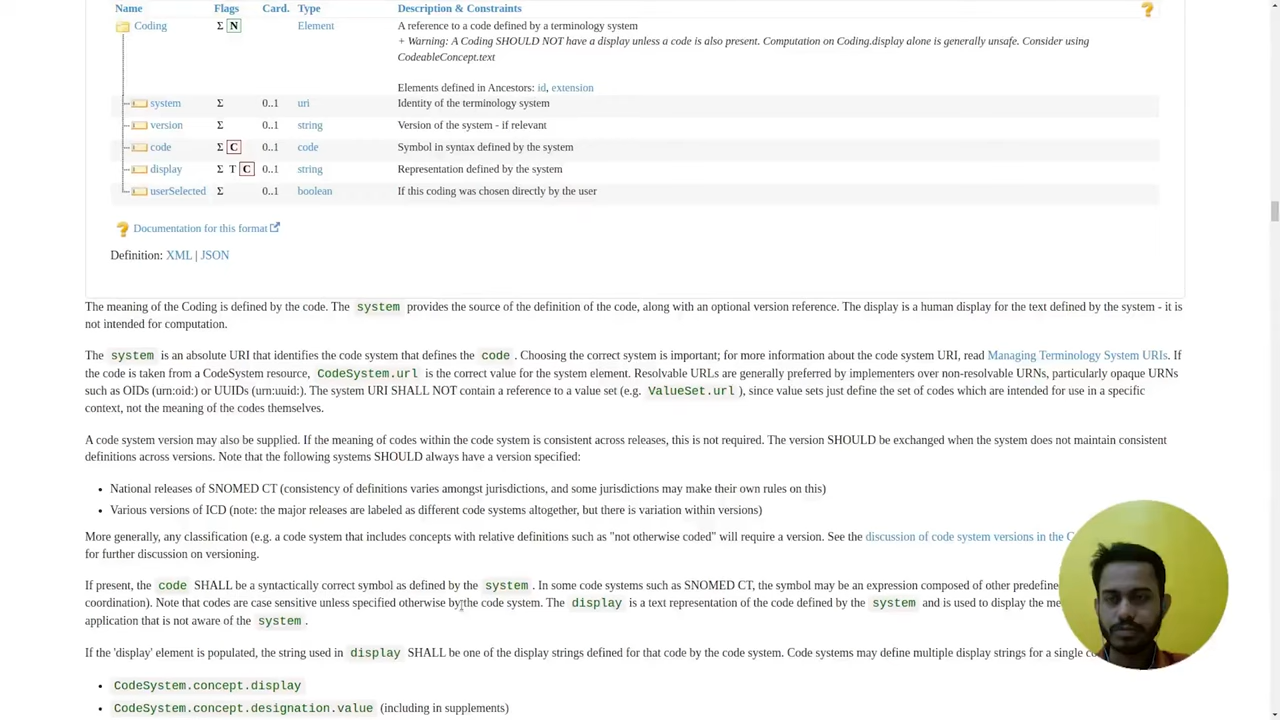 Name Flags Card. Type Description & Constraints
Coding Σ N Element A reference to a code defined by a terminology system
+ Warning: A Coding SHOULD NOT have a display unless a code is also present. Computation on Coding.display alone is generally unsafe. Consider using
CodeableConcept.text
Elements defined in Ancestors: id, extension
system Σ 0..1 uri Identity of the terminology system
version Σ 0..1 string Version of the system - if relevant
code Σ C 0..1 code Symbol in syntax defined by the system
display Σ T C 0..1 string Representation defined by the system
userSelected Σ 0..1 boolean If this coding was chosen directly by the user
Documentation for this format
Definition: XML | JSON
The meaning of the Coding is defined by the code. The system provides the source of the definition of the code, along with an optional version reference. The display is a human display for the text defined by the system - it is
not intended for computation.
The system is an absolute URI that identifies the code system that defines the code . Choosing the correct system is important; for more information about the code system URI, read Managing Terminology System URIs. If
the code is taken from a CodeSystem resource, CodeSystem.url is the correct value for the system element. Resolvable URLs are generally preferred by implementers over non-resolvable URNs, particularly opaque URNs
such as OIDs (urn:oid:) or UUIDs (urn:uuid:). The system URI SHALL NOT contain a reference to a value set (e.g. ValueSet.url ), since value sets just define the set of codes which are intended for use in a specific
context, not the meaning of the codes themselves.
A code system version may also be supplied. If the meaning of codes within the code system is consistent across releases, this is not required. The version SHOULD be exchanged when the system does not maintain consistent
definitions across versions. Note that the following systems SHOULD always have a version specified:
• National releases of SNOMED CT (consistency of definitions varies amongst jurisdictions, and some jurisdictions may make their own rules on this)
• Various versions of ICD (note: the major releases are labeled as different code systems altogether, but there is variation within versions)
More generally, any classification (e.g. a code system that includes concepts with relative definitions such as "not otherwise coded" will require a version. See the discussion of code system versions in the
for further discussion on versioning.
If present, the code SHALL be a syntactically correct symbol as defined by the system . In some code systems such as SNOMED CT, the symbol may be an expression composed of other
coordination). Note that codes are case sensitive unless specified otherwise by the code system. The display is a text representation of the code defined by the system and is used to display the
application that is not aware of the system .
If the 'display' element is populated, the string used in display SHALL be one of the display strings defined for that code by the code system. Code systems may define multiple display strings for a single
• CodeSystem.concept.display
• CodeSystem.concept.designation.value (including in supplements)